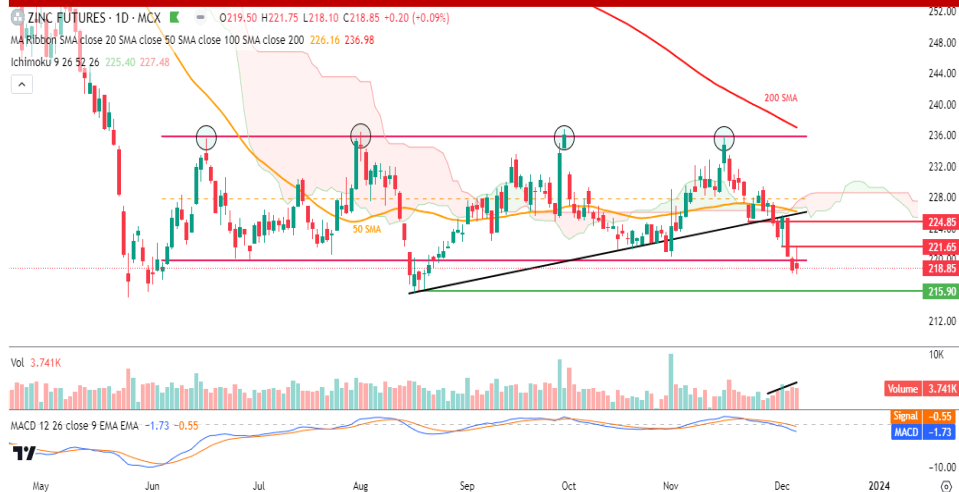 ZINC FUTURES · 1D · MCX O219.50 H221.75 L218.10 C218.85 +0.20 (+0.09%)
MA Ribbon SMA close 20 SMA close 50 SMA close 100 SMA close 200 226.16 236.98
Ichimoku 9 26 52 26 225.40 227.48
252.00
248.00
244.00
240.00
200 SMA
236.00
232.00
228.00
50 SMA
224.85
224.00
221.65
220.00
218.85
215.90
212.00
Vol 3.741K
10K
Volume 3.741K
MACD 12 26 close 9 EMA EMA −1.73 −0.55
Signal −0.55
MACD −1.73
−10.00
May Jun Jul Aug Sep Oct Nov Dec 2024